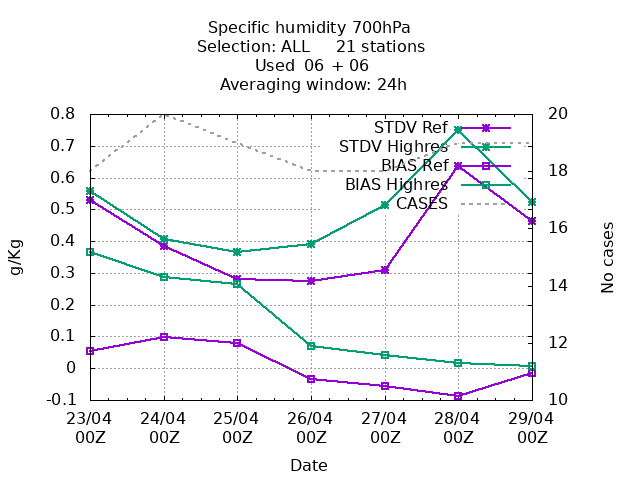 Specific humidity 700hPa
Selection: ALL 21 stations
Used 06 + 06
Averaging window: 24h
0.8
0.7
0.6
0.5
0.4
0.3
0.2
0.1
0
-0.1
g/Kg
20
18
16
14
12
10
No cases
STDV Ref
STDV Highres
BIAS Ref
BIAS Highres
CASES
23/04 24/04 25/04 26/04 27/04 28/04 29/04
00Z 00Z 00Z 00Z 00Z 00Z 00Z
Date